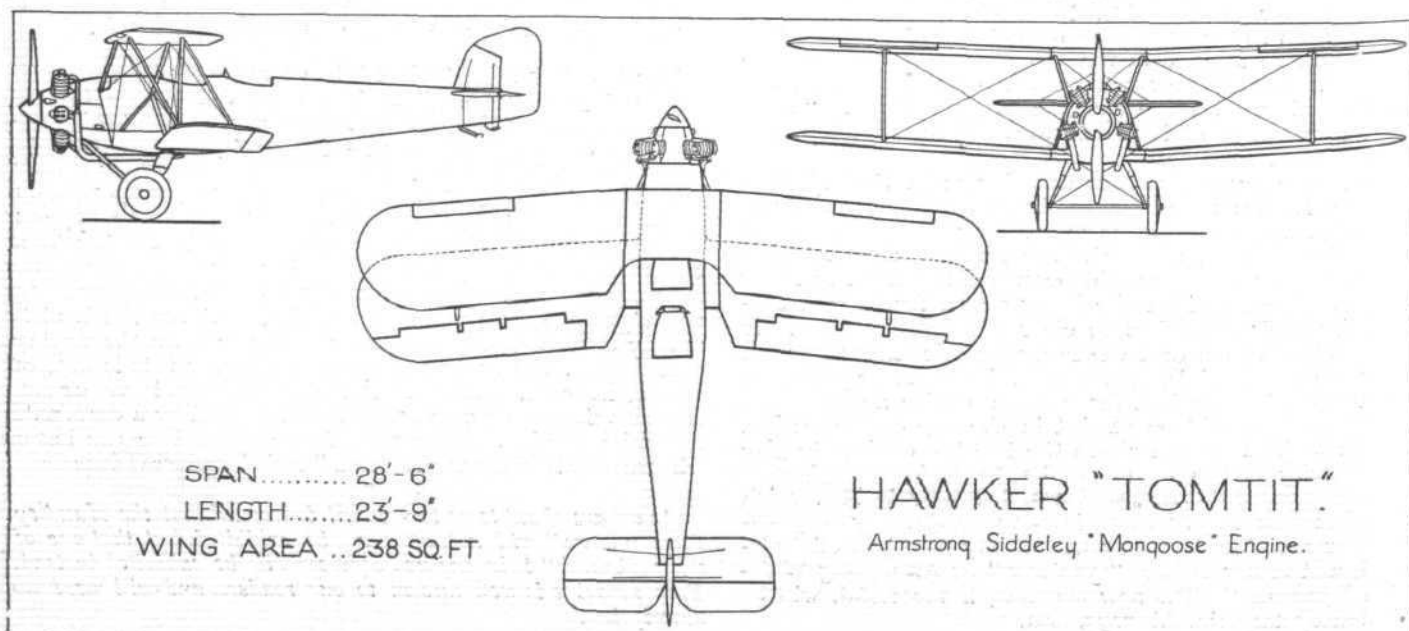 SPAN.......... 28'-6"
LENGTH....... 23'-9"
WING AREA .. 238 SQ. FT
HAWKER "TOMTIT."
Armstrong Siddeley "Mongoose" Engine.